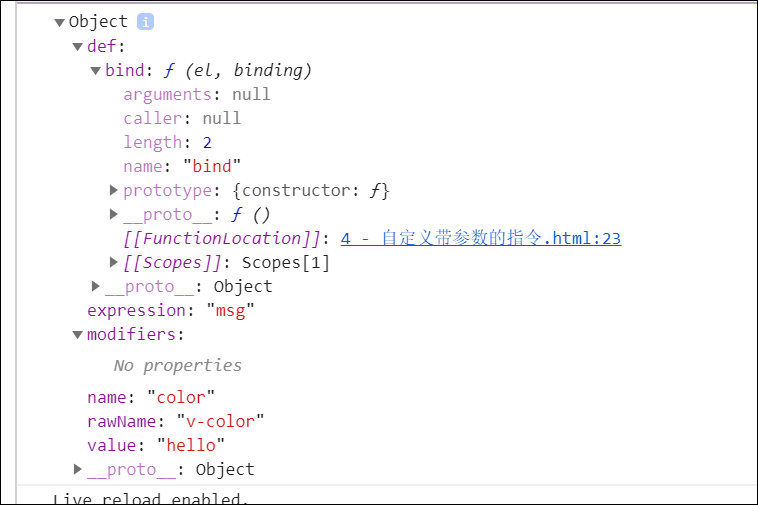 Object i
def:
bind: ƒ (el, binding)
arguments: null
caller: null
length: 2
name: "bind"
prototype: {constructor: ƒ}
__proto__: ƒ ()
[[FunctionLocation]]: 4 - 自定义带参数的指令.html:23
[[Scopes]]: Scopes[1]
__proto__: Object
expression: "msg"
modifiers:
No properties
name: "color"
rawName: "v-color"
value: "hello"
__proto__: Object
Live reload enabled.